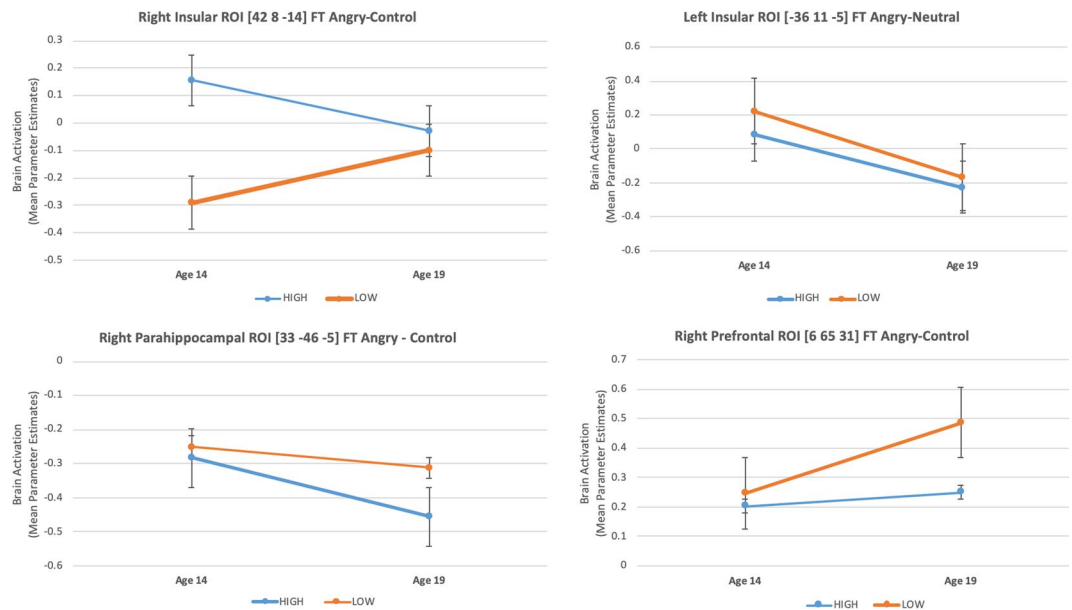 Right Insular ROI [42 8 -14] FT Angry-Control
0.3
0.2
0.1
0
-0.1
-0.2
-0.3
-0.4
-0.5
Brain Activation
(Mean Parameter Estimates)
Age 14 Age 19
HIGH LOW
Left Insular ROI [-36 11 -5] FT Angry-Neutral
0.6
0.4
0.2
0
-0.2
-0.4
-0.6
Brain Activation
(Mean Parameter Estimates)
Age 14 Age 19
HIGH LOW
Right Parahippocampal ROI [33 -46 -5] FT Angry - Control
0
-0.1
-0.2
-0.3
-0.4
-0.5
-0.6
Brain Activation
(Mean Parameter Estimates)
Age 14 Age 19
HIGH LOW
Right Prefrontal ROI [6 65 31] FT Angry-Control
0.7
0.6
0.5
0.4
0.3
0.2
0.1
0
Brain Activation
(Mean Parameter Estimates)
Age 14 Age 19
HIGH LOW